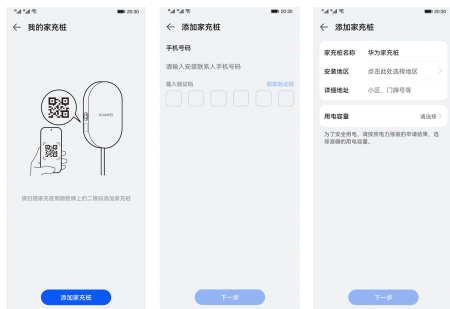 20:30
我的家充桩
HUAWEI
请扫描家充桩侧面铭牌上的二维码添加家充桩
添加家充桩
20:30
添加家充桩
手机号码
请输入安装联系人手机号码
输入验证码 获取验证码
下一步
20:30
添加家充桩
家充桩名称 华为家充桩
安装地区 点击此处选择地区
详细地址 小区、门牌号等
用电容量 请选择
为了安全用电，请按照电力报装的申请结果，选
择准确的用电容量。
下一步